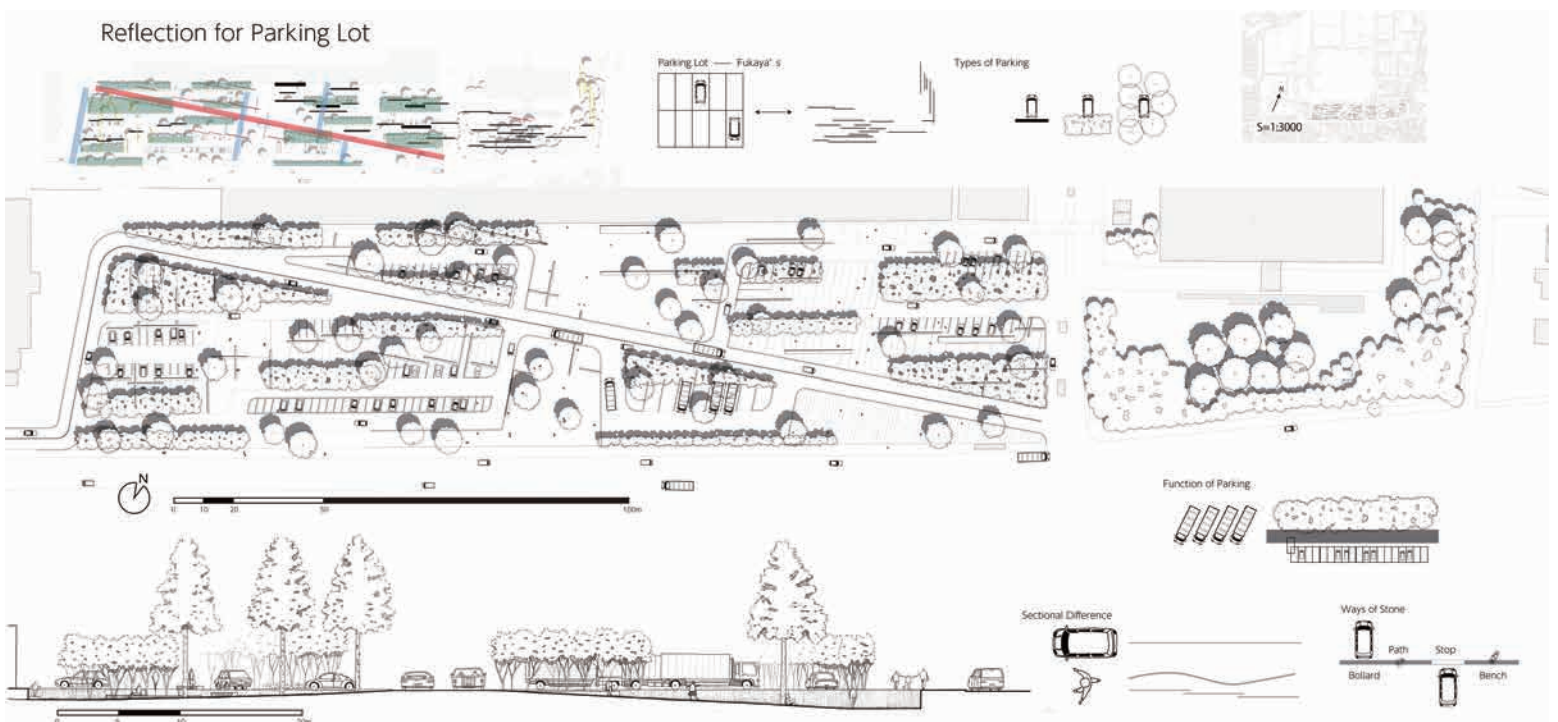 Reflection for Parking Lot
Parking Lot — Fukaya's
Types of Parking
N
S=1:3000
N
0 10 20 50 100m
Function of Parking
Sectional Difference
Ways of Stone
Path Stop
Bollard Bench